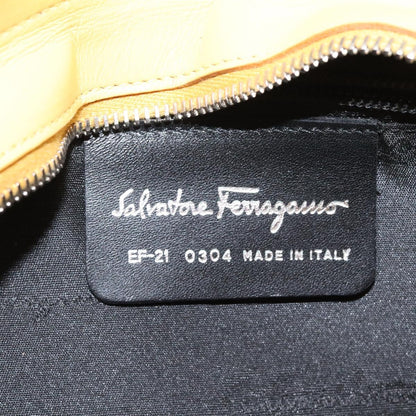 Salvatore Ferragamo
EF-21 0304 MADE IN ITALY